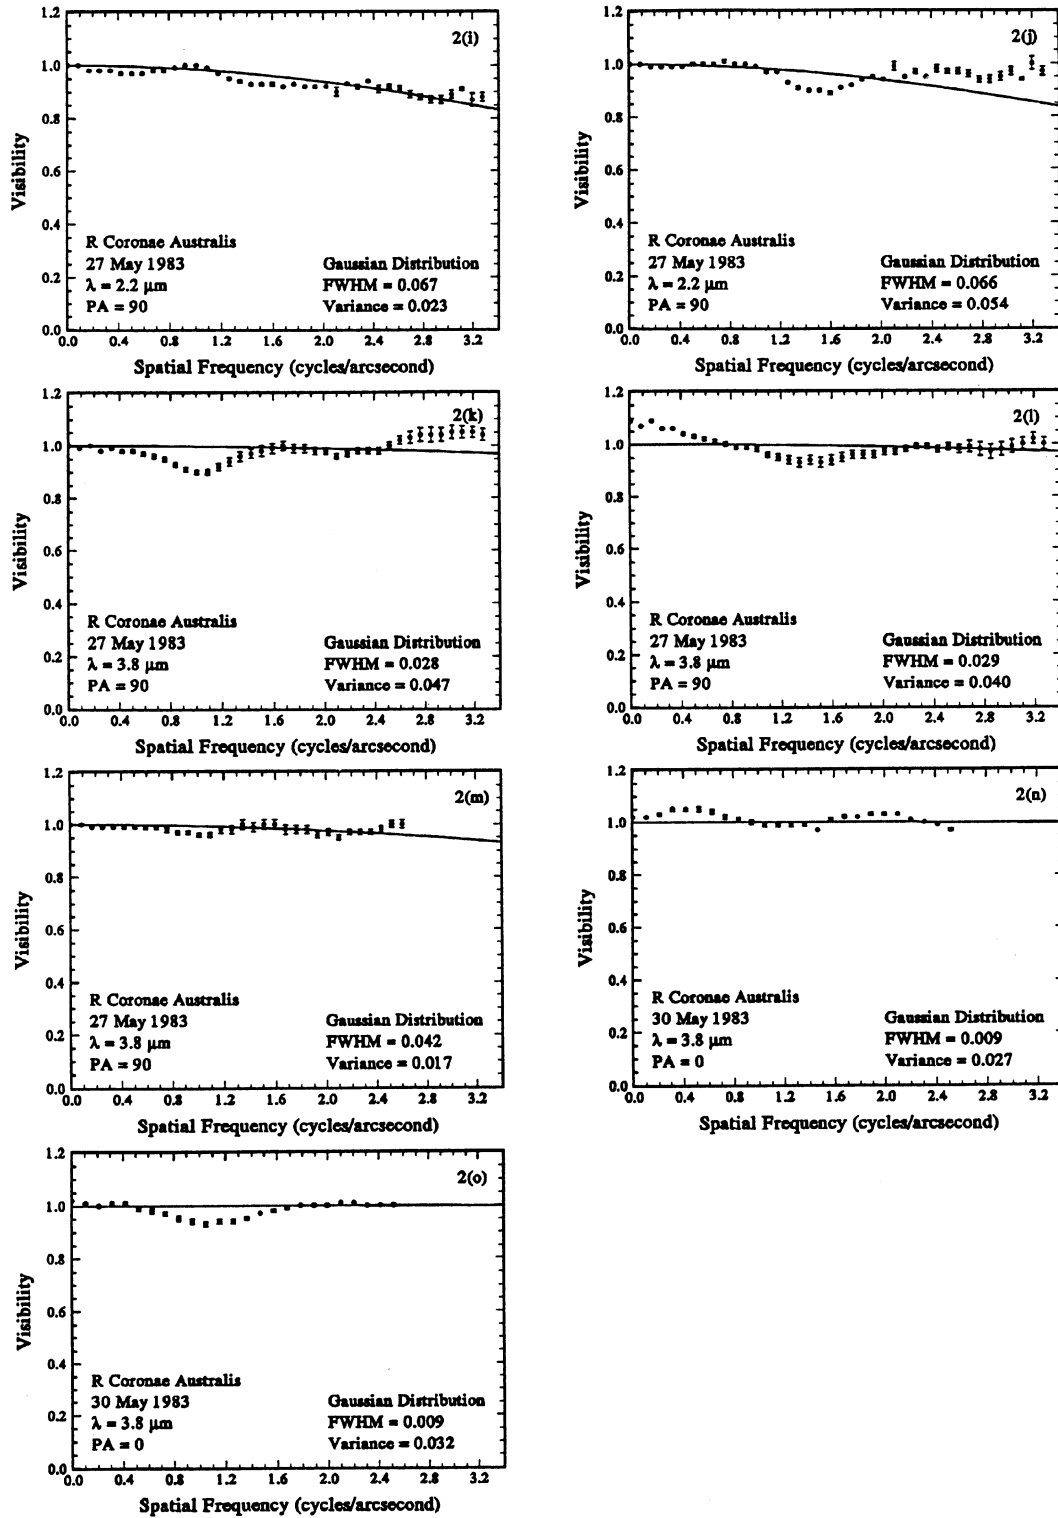 2(i)
1.2
1.0
0.8
0.6
0.4
0.2
0.0
Visibility
R Coronae Australis
27 May 1983
λ = 2.2 μm
PA = 90
Gaussian Distribution
FWHM = 0.067
Variance = 0.023
0.0 0.4 0.8 1.2 1.6 2.0 2.4 2.8 3.2
Spatial Frequency (cycles/arcsecond)
2(j)
1.2
1.0
0.8
0.6
0.4
0.2
0.0
Visibility
R Coronae Australis
27 May 1983
λ = 2.2 μm
PA = 90
Gaussian Distribution
FWHM = 0.066
Variance = 0.054
0.0 0.4 0.8 1.2 1.6 2.0 2.4 2.8 3.2
Spatial Frequency (cycles/arcsecond)
2(k)
1.2
1.0
0.8
0.6
0.4
0.2
0.0
Visibility
R Coronae Australis
27 May 1983
λ = 3.8 μm
PA = 90
Gaussian Distribution
FWHM = 0.028
Variance = 0.047
0.0 0.4 0.8 1.2 1.6 2.0 2.4 2.8 3.2
Spatial Frequency (cycles/arcsecond)
2(l)
1.2
1.0
0.8
0.6
0.4
0.2
0.0
Visibility
R Coronae Australis
27 May 1983
λ = 3.8 μm
PA = 90
Gaussian Distribution
FWHM = 0.029
Variance = 0.040
0.0 0.4 0.8 1.2 1.6 2.0 2.4 2.8 3.2
Spatial Frequency (cycles/arcsecond)
2(m)
1.2
1.0
0.8
0.6
0.4
0.2
0.0
Visibility
R Coronae Australis
27 May 1983
λ = 3.8 μm
PA = 90
Gaussian Distribution
FWHM = 0.042
Variance = 0.017
0.0 0.4 0.8 1.2 1.6 2.0 2.4 2.8 3.2
Spatial Frequency (cycles/arcsecond)
2(n)
1.2
1.0
0.8
0.6
0.4
0.2
0.0
Visibility
R Coronae Australis
30 May 1983
λ = 3.8 μm
PA = 0
Gaussian Distribution
FWHM = 0.009
Variance = 0.027
0.0 0.4 0.8 1.2 1.6 2.0 2.4 2.8 3.2
Spatial Frequency (cycles/arcsecond)
2(o)
1.2
1.0
0.8
0.6
0.4
0.2
0.0
Visibility
R Coronae Australis
30 May 1983
λ = 3.8 μm
PA = 0
Gaussian Distribution
FWHM = 0.009
Variance = 0.032
0.0 0.4 0.8 1.2 1.6 2.0 2.4 2.8 3.2
Spatial Frequency (cycles/arcsecond)